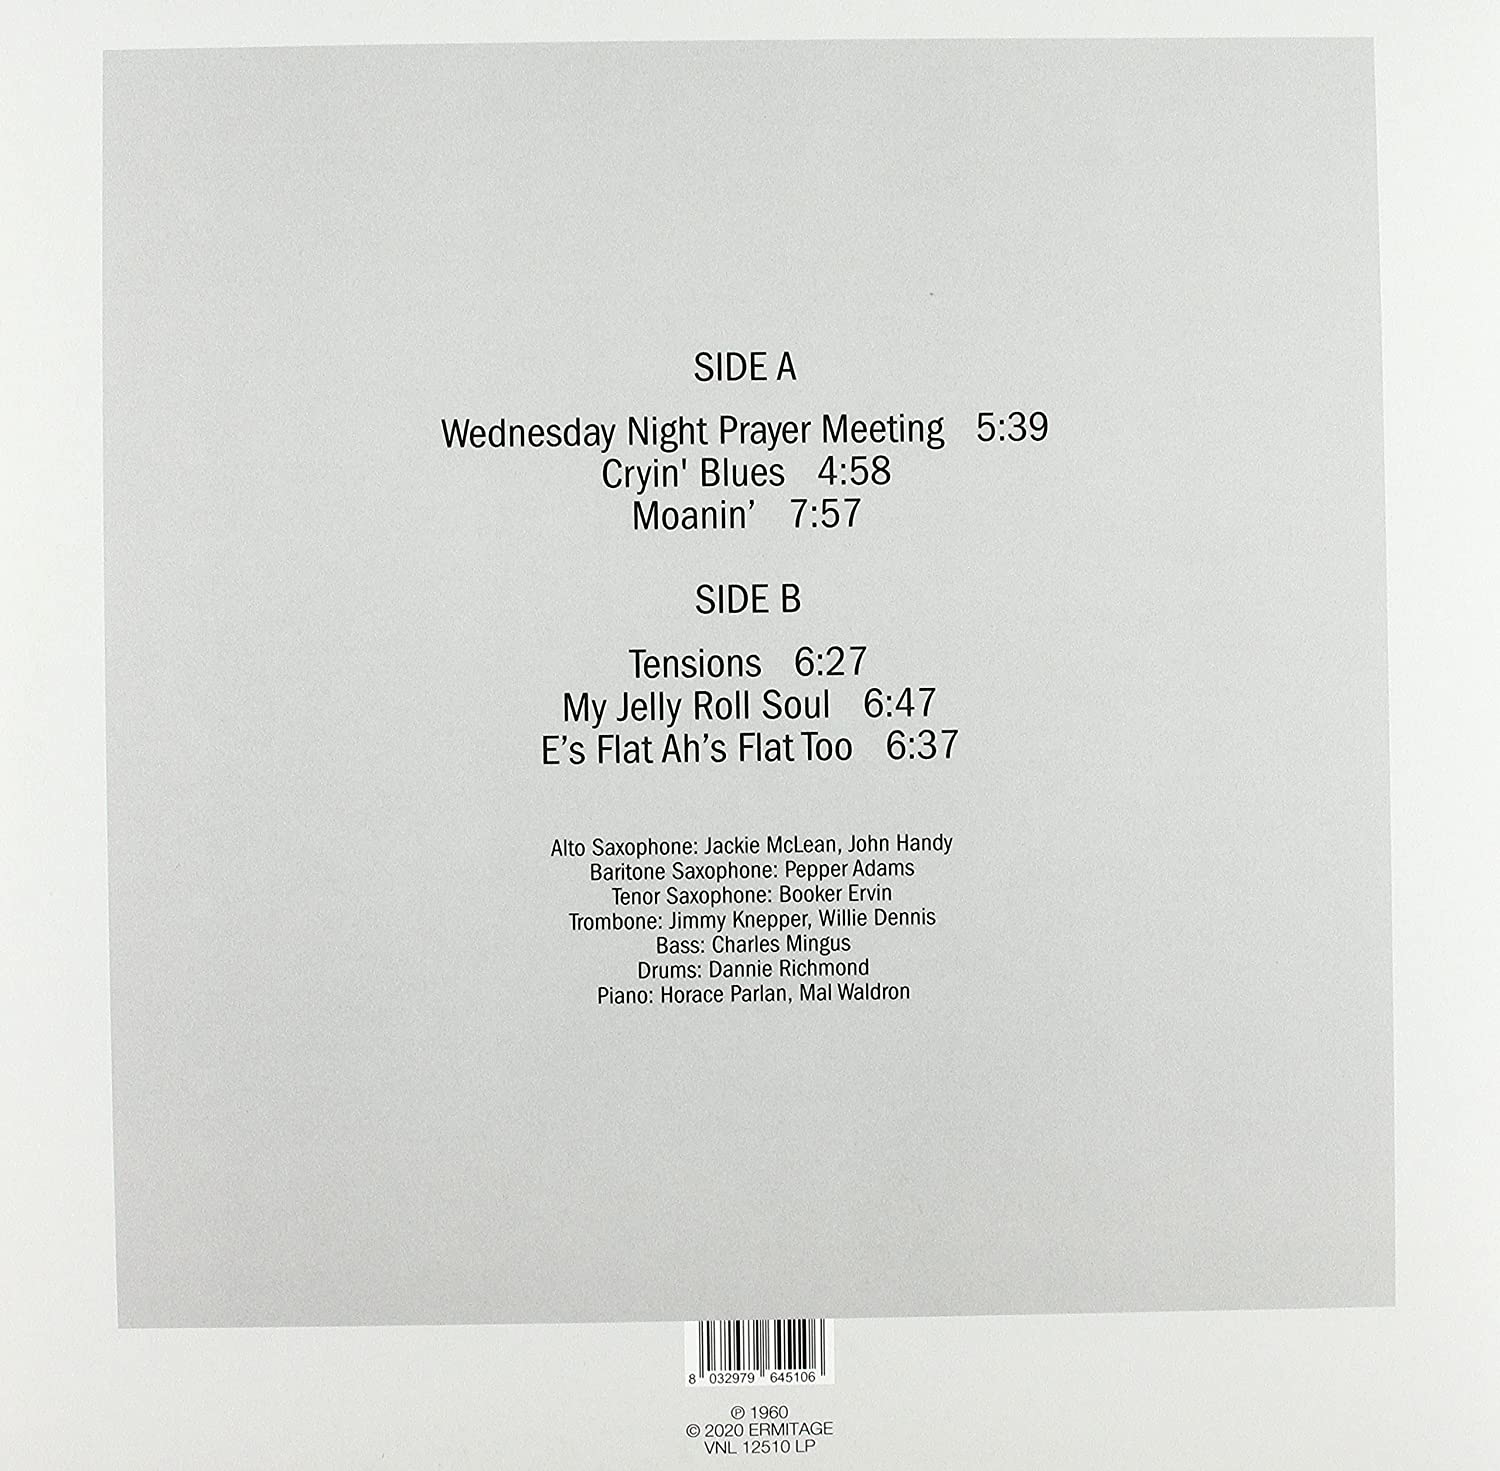 SIDE A
Wednesday Night Prayer Meeting 5:39
Cryin' Blues 4:58
Moanin’ 7:57
SIDE B
Tensions 6:27
My Jelly Roll Soul 6:47
E’s Flat Ah’s Flat Too 6:37
Alto Saxophone: Jackie McLean, John Handy
Baritone Saxophone: Pepper Adams
Tenor Saxophone: Booker Ervin
Trombone: Jimmy Knepper, Willie Dennis
Bass: Charles Mingus
Drums: Dannie Richmond
Piano: Horace Parlan, Mal Waldron
8 032979 645106
℗ 1960
© 2020 ERMITAGE
VNL 12510 LP